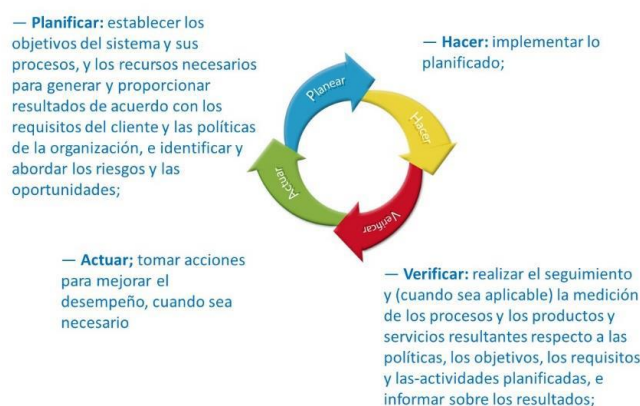 — Planificar: establecer los
objetivos del sistema y sus
procesos, y los recursos necesarios
para generar y proporcionar
resultados de acuerdo con los
requisitos del cliente y las políticas
de la organización, e identificar y
abordar los riesgos y las
oportunidades;
— Hacer: implementar lo
planificado;
Planear
Hacer
Verificar
Actuar
— Actuar; tomar acciones
para mejorar el
desempeño, cuando sea
necesario
— Verificar: realizar el seguimiento
y (cuando sea aplicable) la medición
de los procesos y los productos y
servicios resultantes respecto a las
políticas, los objetivos, los requisitos
y las-actividades planificadas, e
informar sobre los resultados;